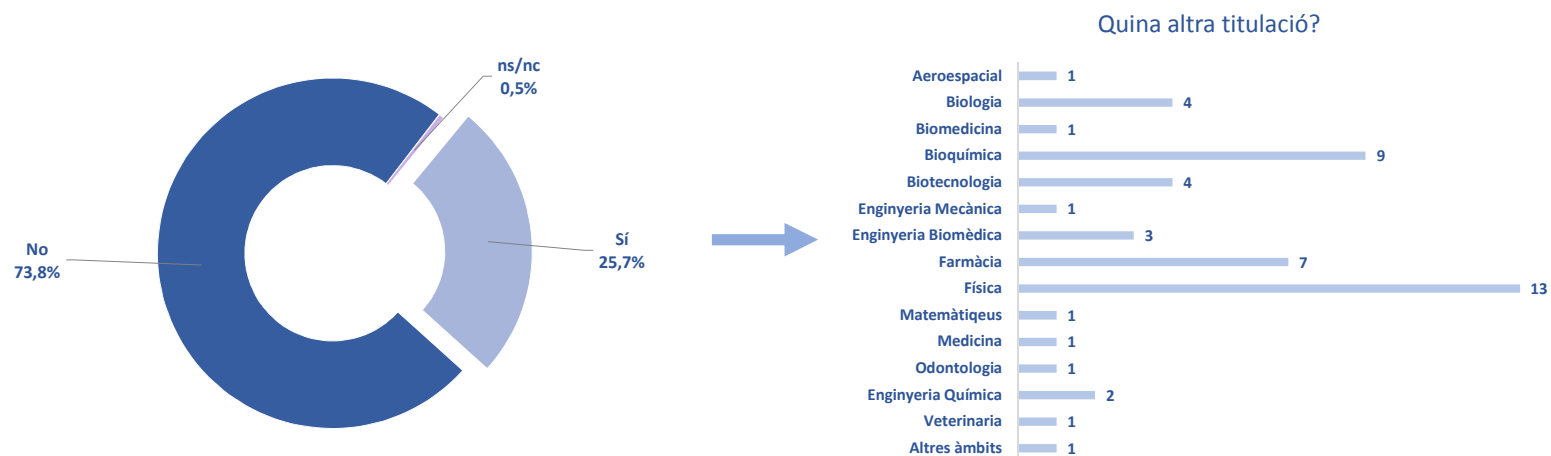 ns/nc
0,5%
No
73,8%
Sí
25,7%
Quina altra titulació?
Aeroespacial 1
Biologia 4
Biomedicina 1
Bioquímica 9
Biotecnologia 4
Enginyeria Mecànica 1
Enginyeria Biomèdica 3
Farmàcia 7
Física 13
Matemàtiqeus 1
Medicina 1
Odontologia 1
Enginyeria Química 2
Veterinaria 1
Altres àmbits 1